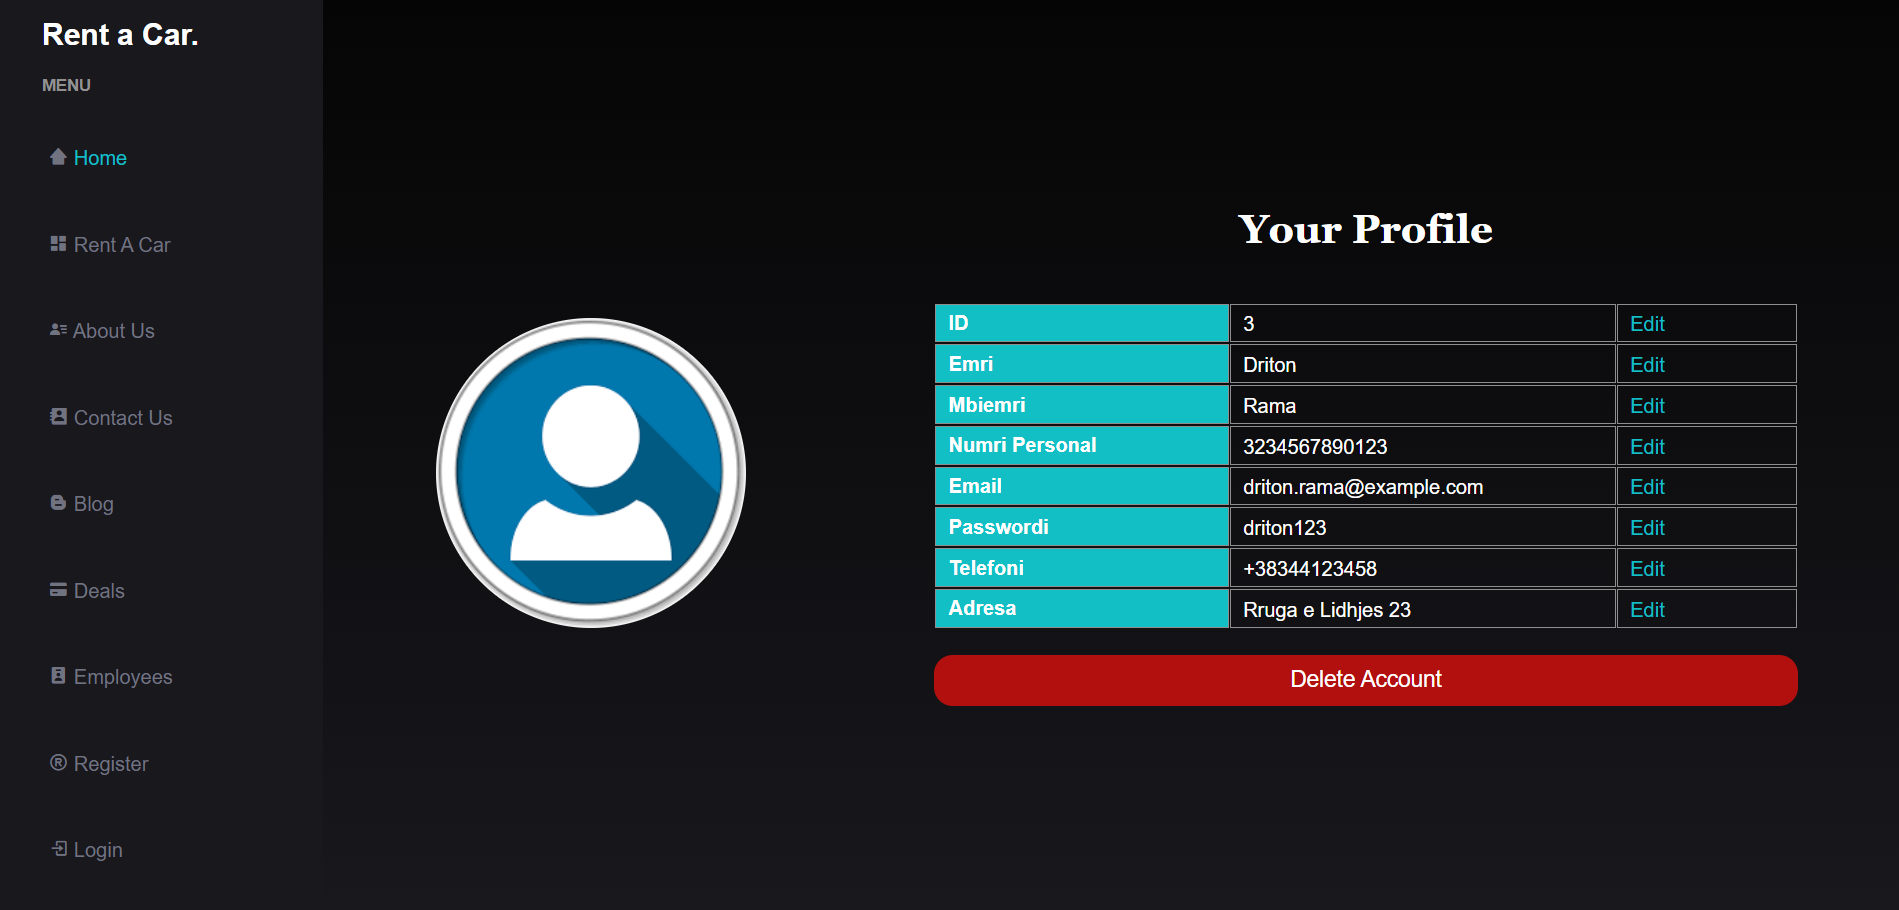 Rent a Car.
MENU
Home
Rent A Car
About Us
Contact Us
Blog
Deals
Employees
Register
Login
Your Profile
ID 3 Edit
Emri Driton Edit
Mbiemri Rama Edit
Numri Personal 3234567890123 Edit
Email driton.rama@example.com Edit
Passwordi driton123 Edit
Telefoni +38344123458 Edit
Adresa Rruga e Lidhjes 23 Edit
Delete Account